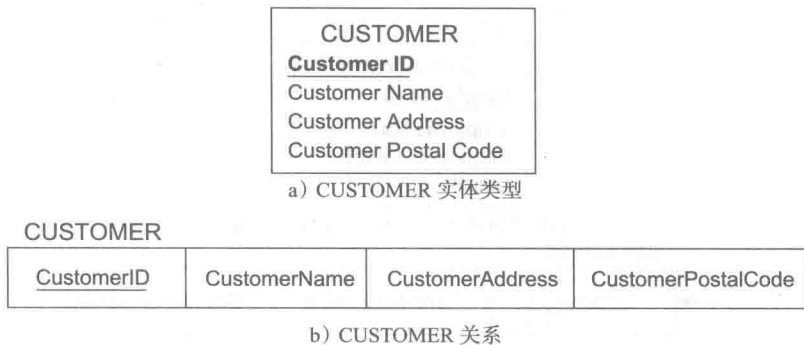 CUSTOMER
Customer ID
Customer Name
Customer Address
Customer Postal Code
a）CUSTOMER 实体类型
CUSTOMER
CustomerID CustomerName CustomerAddress CustomerPostalCode
b）CUSTOMER 关系